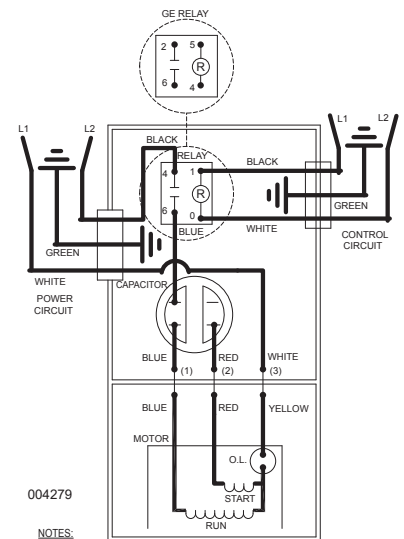 GE RELAY
2 5
R
6 4
L1 L2
L1 L2
BLACK
RELAY
BLACK
4 1
R
GREEN
6 0
BLUE
WHITE
CONTROL
CIRCUIT
GREEN
WHITE
CAPACITOR
POWER
CIRCUIT
BLUE RED WHITE
(1) (2) (3)
BLUE RED YELLOW
MOTOR
O.L.
START
RUN
004279
NOTES: